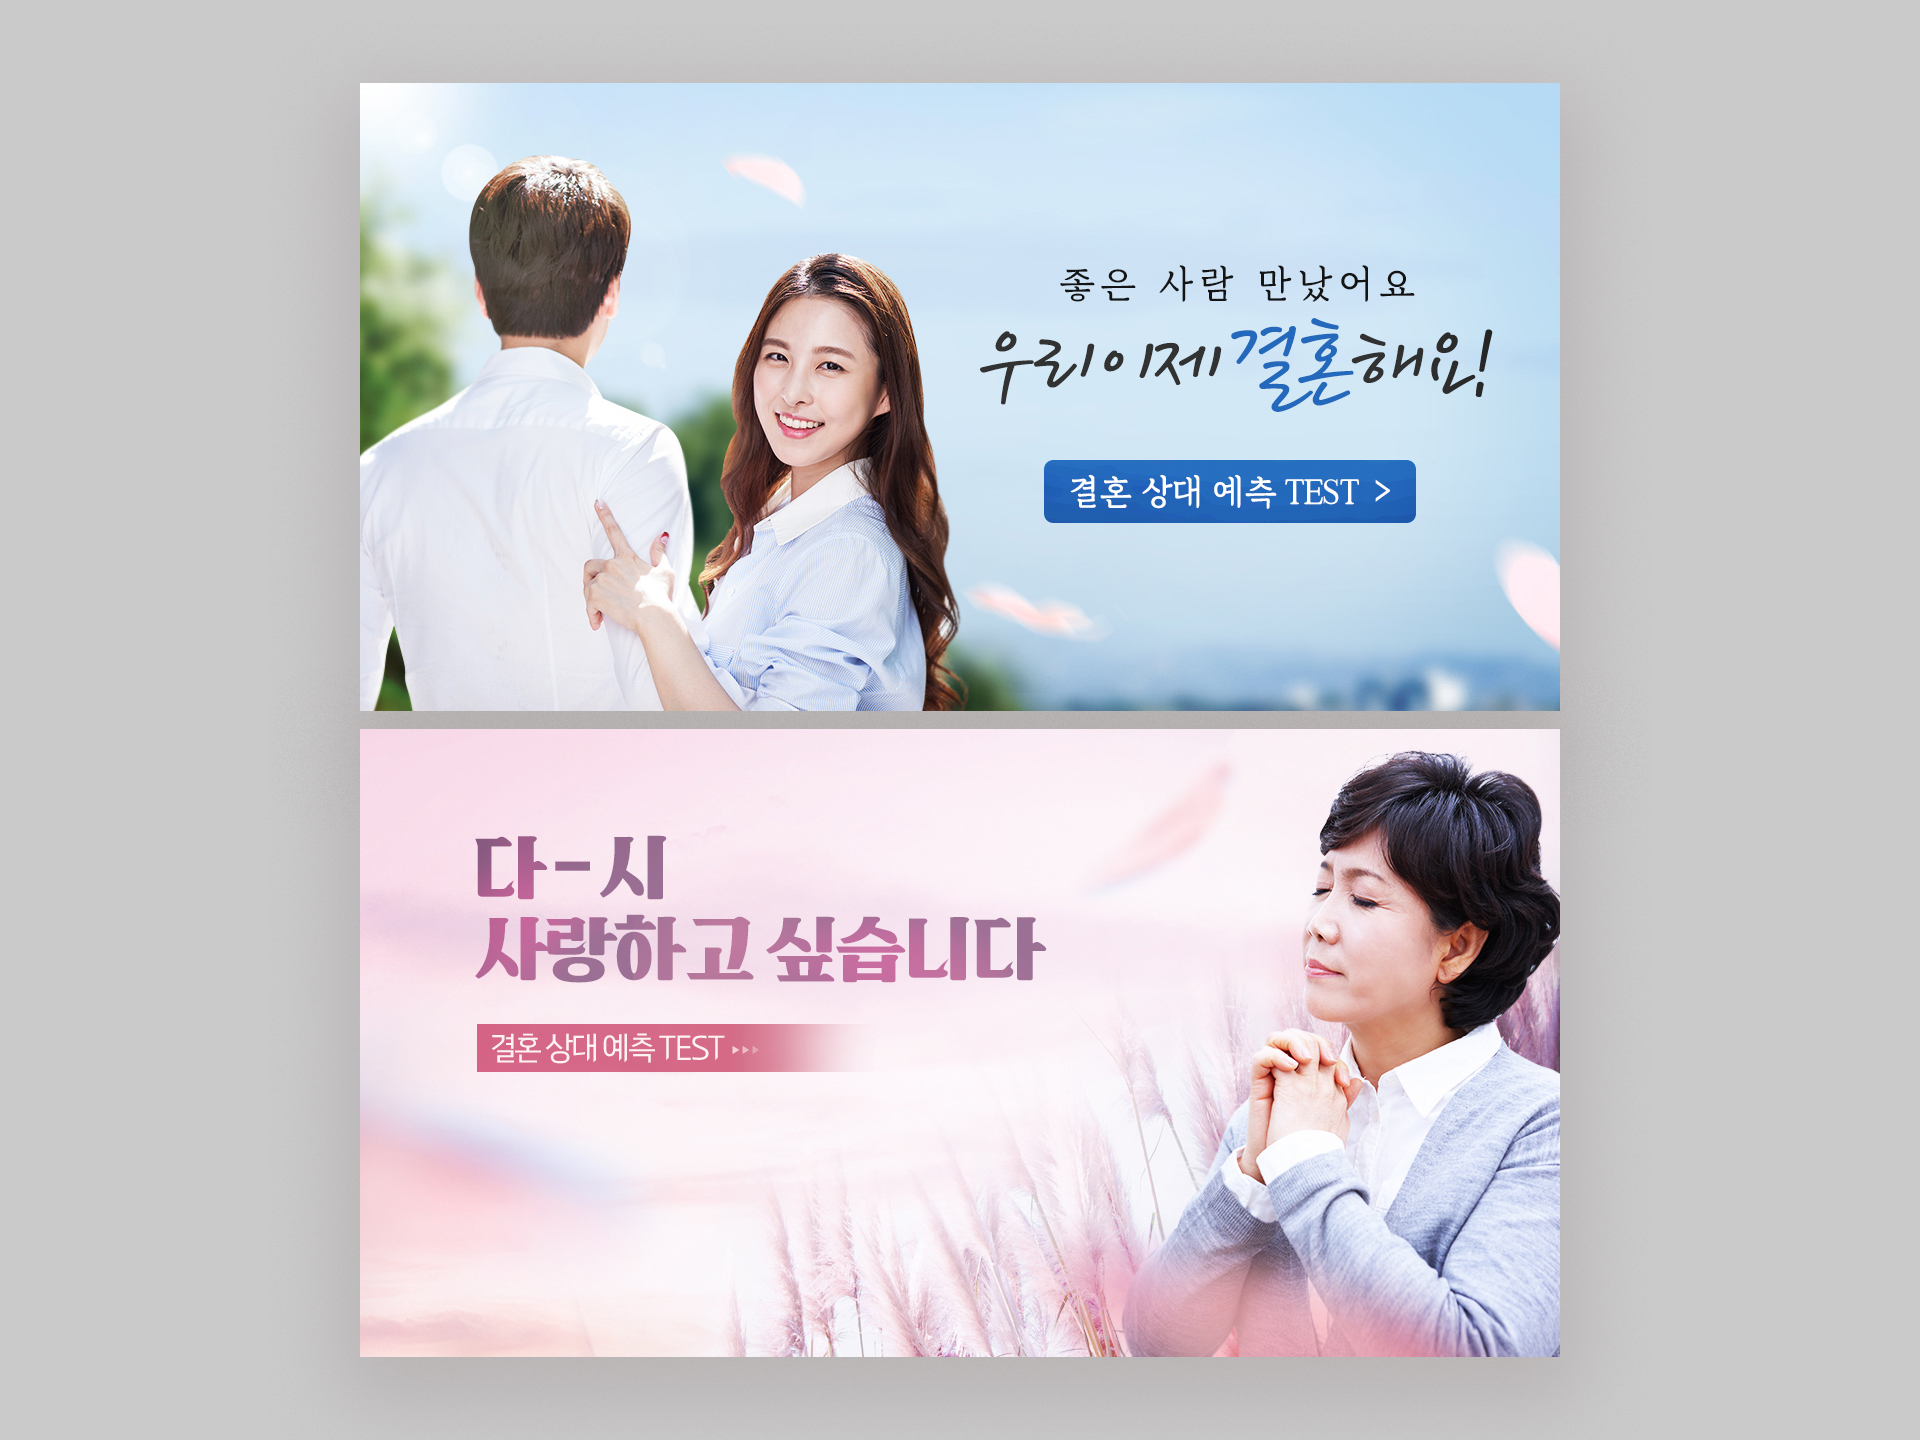 좋은 사람 만났어요
우리 이제 결혼해요!
결혼 상대 예측 TEST >
다-시
사랑하고 싶습니다
결혼 상대 예측 TEST